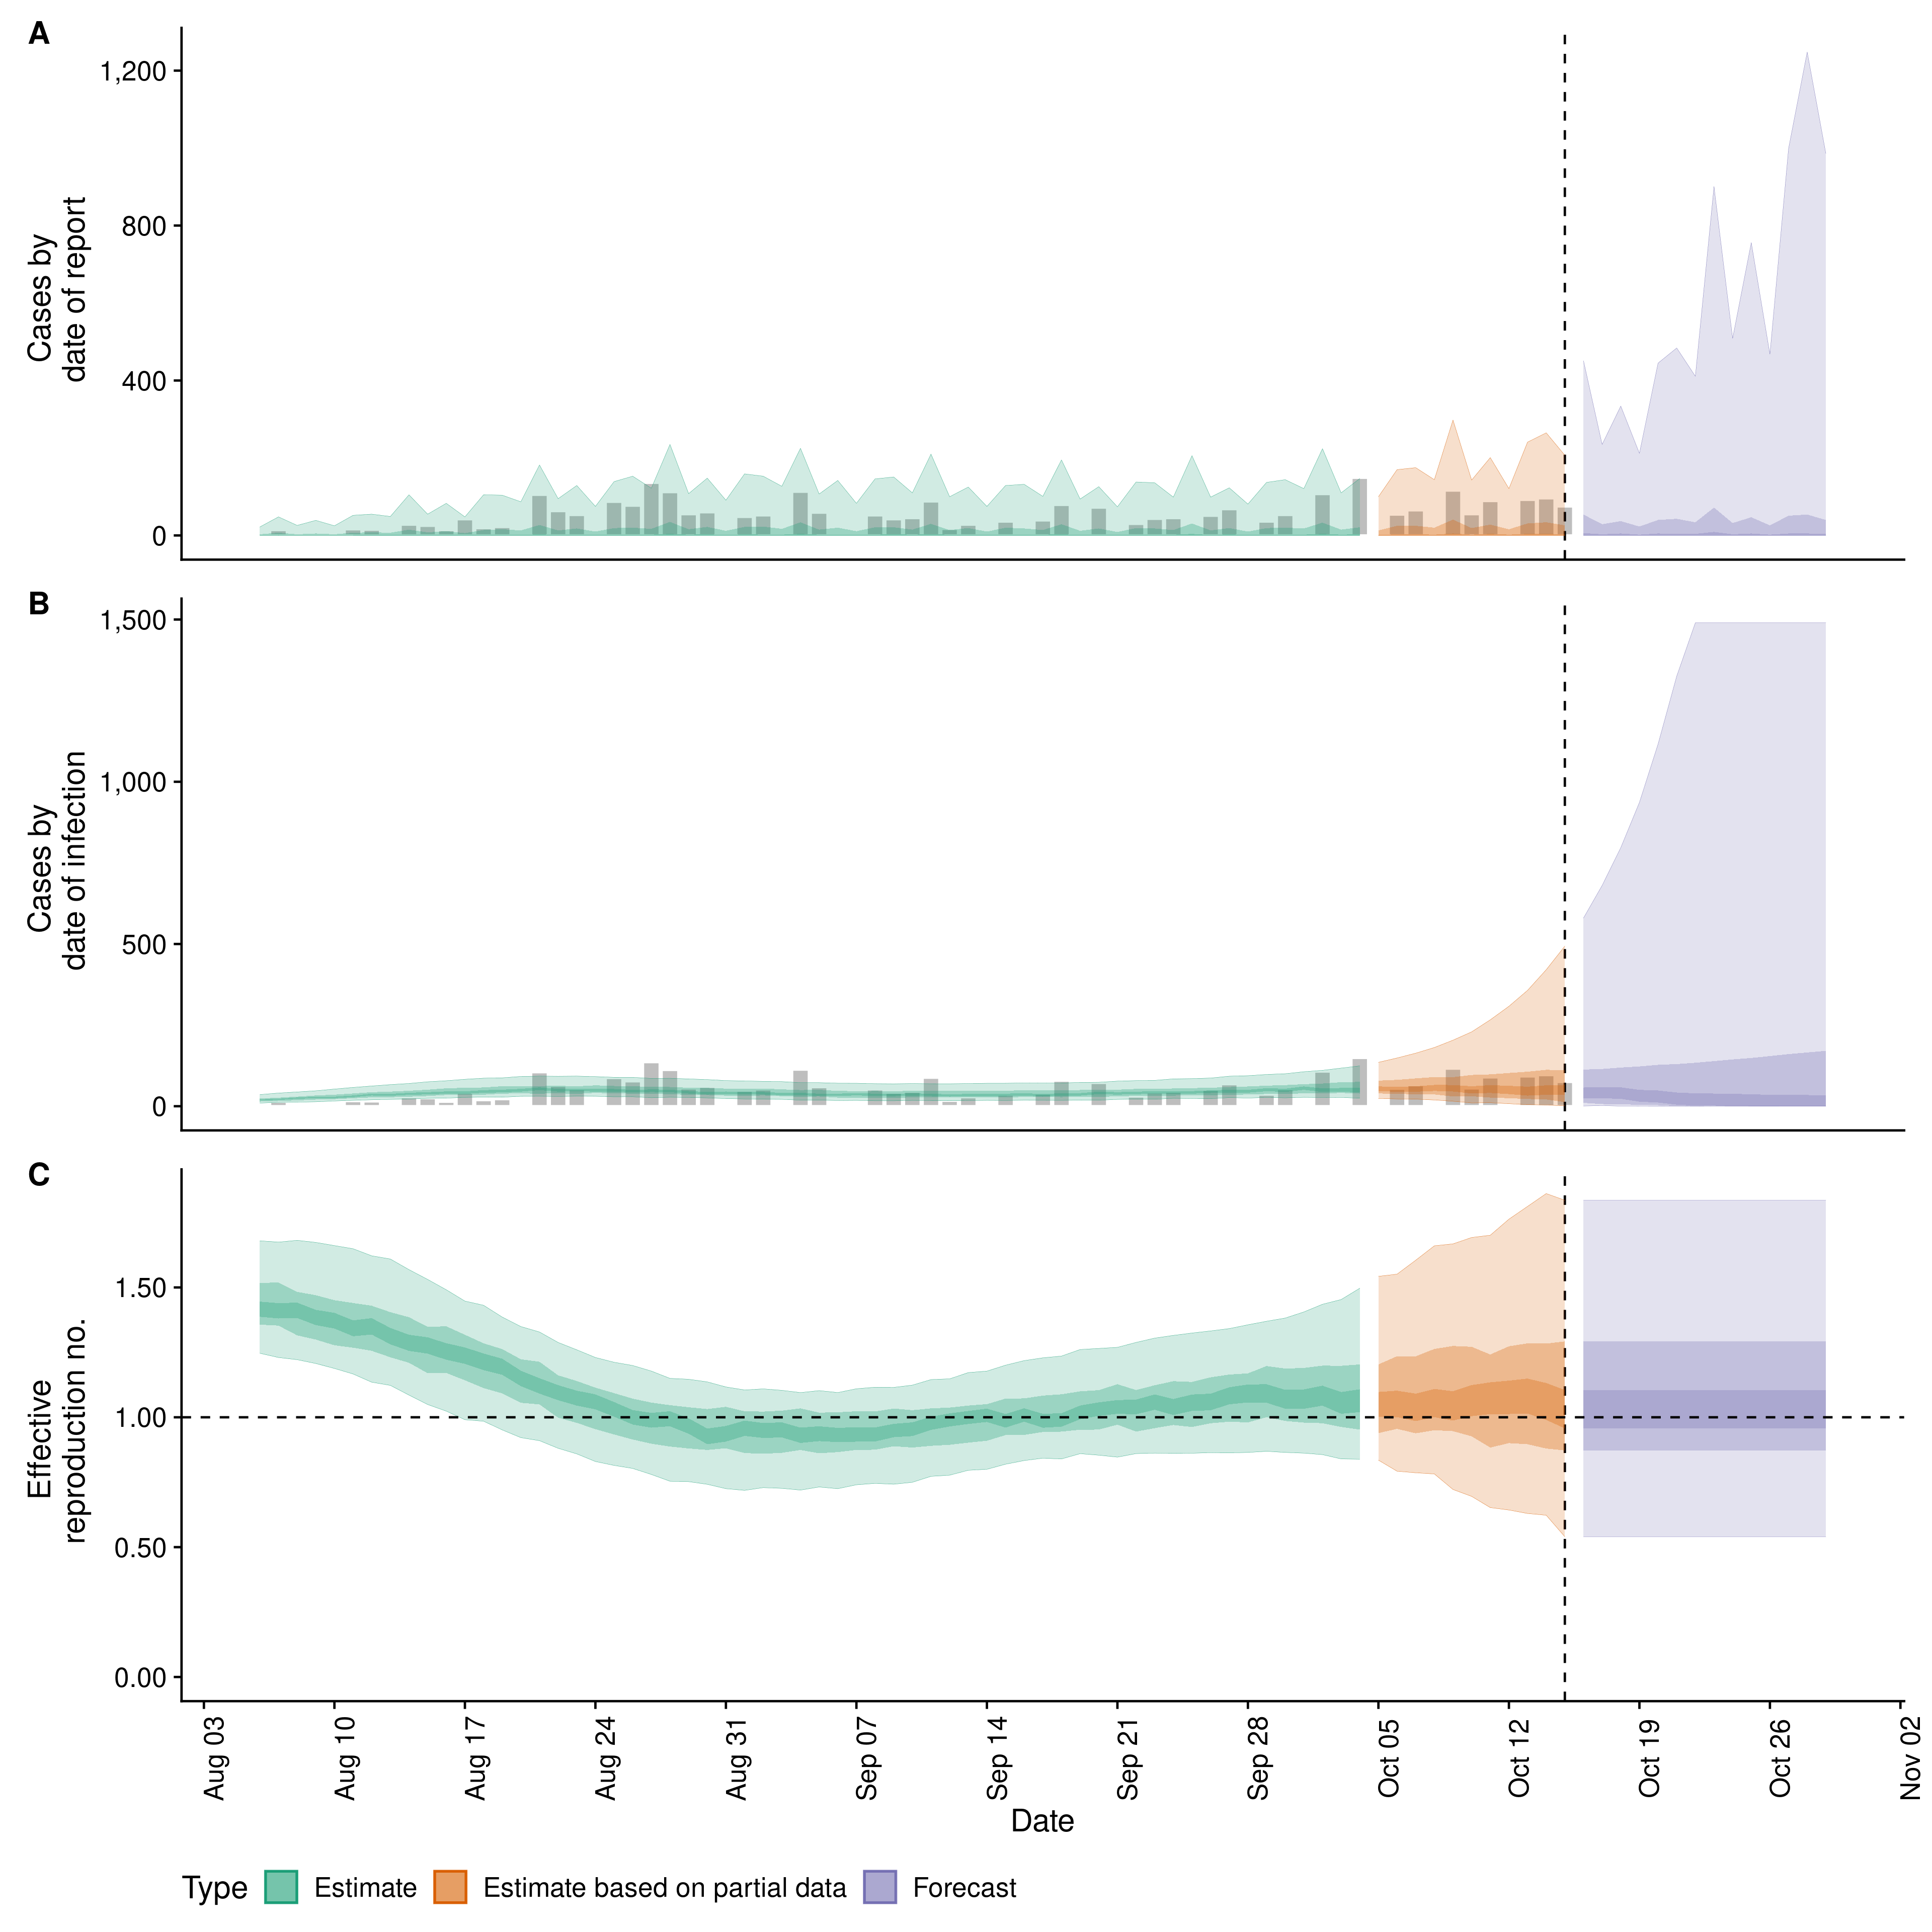 A
1,200
800
400
0
Cases by
date of report
B
1,500
1,000
500
0
Cases by
date of infection
C
1.50
1.00
0.50
0.00
Effective
reproduction no.
Aug 03
Aug 10
Aug 17
Aug 24
Aug 31
Sep 07
Sep 14
Sep 21
Sep 28
Oct 05
Oct 12
Oct 19
Oct 26
Nov 02
Date
Type Estimate Estimate based on partial data Forecast